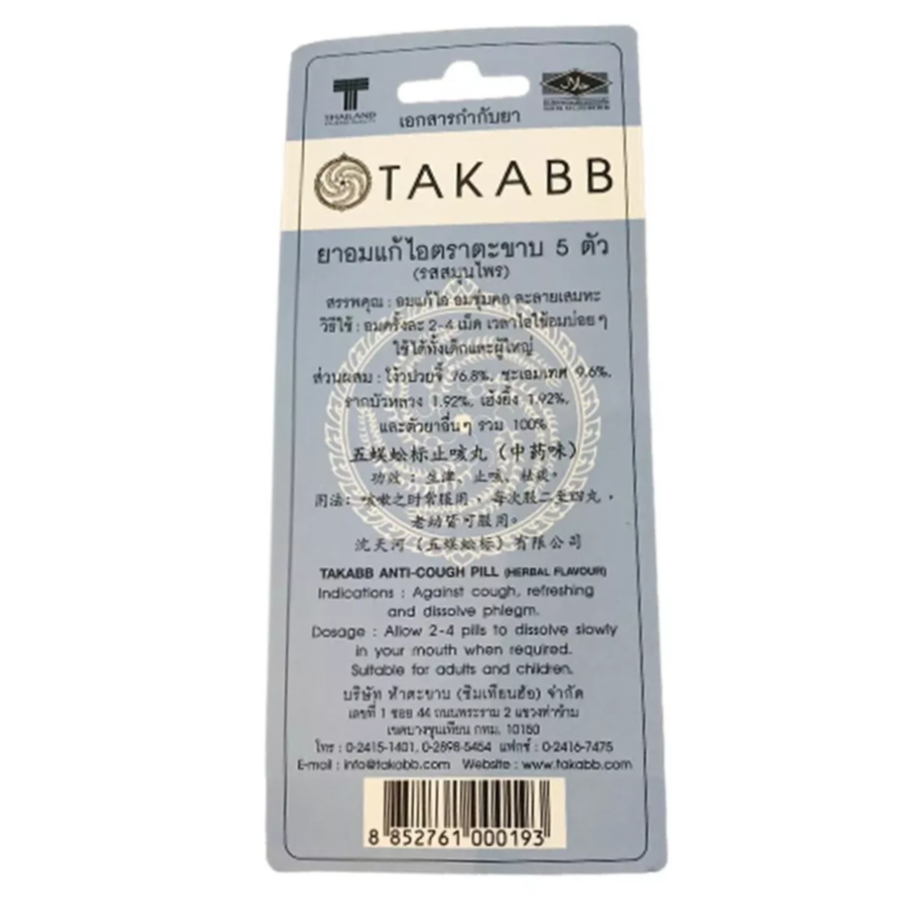 THAILAND
เอกสารกำกับยา
TAKABB
ยาอมแก้ไอตราตะขาบ 5 ตัว
(รสสมุนไพร)
สรรพคุณ : อมแก้ไอ อมชุ่มคอ ละลายเสมหะ
วิธีใช้ : อมครั้งละ 2-4 เม็ด เวลาไอใช้อมบ่อยๆ
ใช้ได้ทั้งเด็กและผู้ใหญ่
ส่วนผสม : โง้วบ่วยจี้ 76.8%, ชะเอมเทศ 9.6%,
รากบัวหลวง 1.92%, เฮ้งยิ้ง 1.92%,
และตัวยาอื่นๆ รวม 100%
五蜈蚣标止咳丸（中药味）
功效：生津、止咳、祛痰。
用法：咳嗽之时常服用，每次服二至四丸，
老幼皆可服用。
沈天河（五蜈蚣标）有限公司
TAKABB ANTI-COUGH PILL (HERBAL FLAVOUR)
Indications : Against cough, refreshing
and dissolve phlegm.
Dosage : Allow 2-4 pills to dissolve slowly
in your mouth when required.
Suitable for adults and children.
บริษัท ห้าตะขาบ (ซิมเทียนฮ้อ) จำกัด
เลขที่ 1 ซอย 44 ถนนพระราม 2 แขวงท่าข้าม
เขตบางขุนเทียน กทม. 10150
โทร : 0-2415-1401, 0-2898-5454 แฟกซ์ : 0-2416-7475
E-mail : info@takabb.com Website : www.takabb.com
8 852761 000193